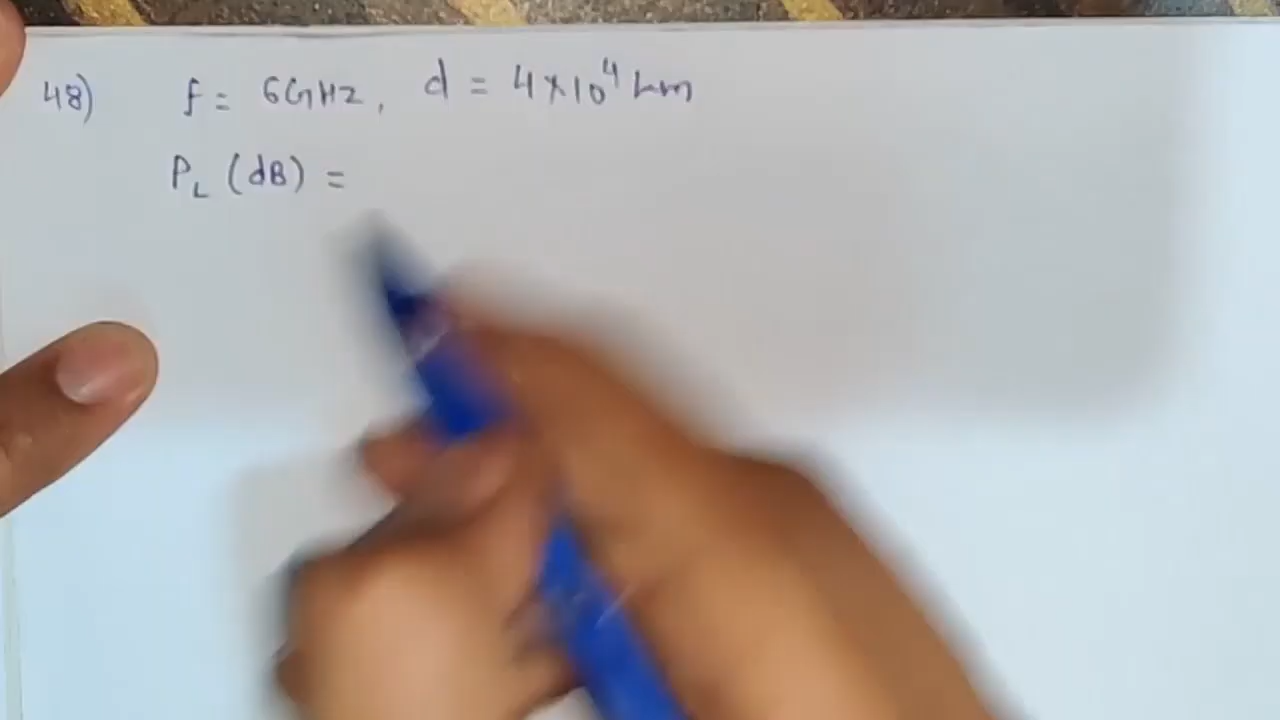 48) f = 6GHz, d = 4×10⁴ km
P_L (dB) =